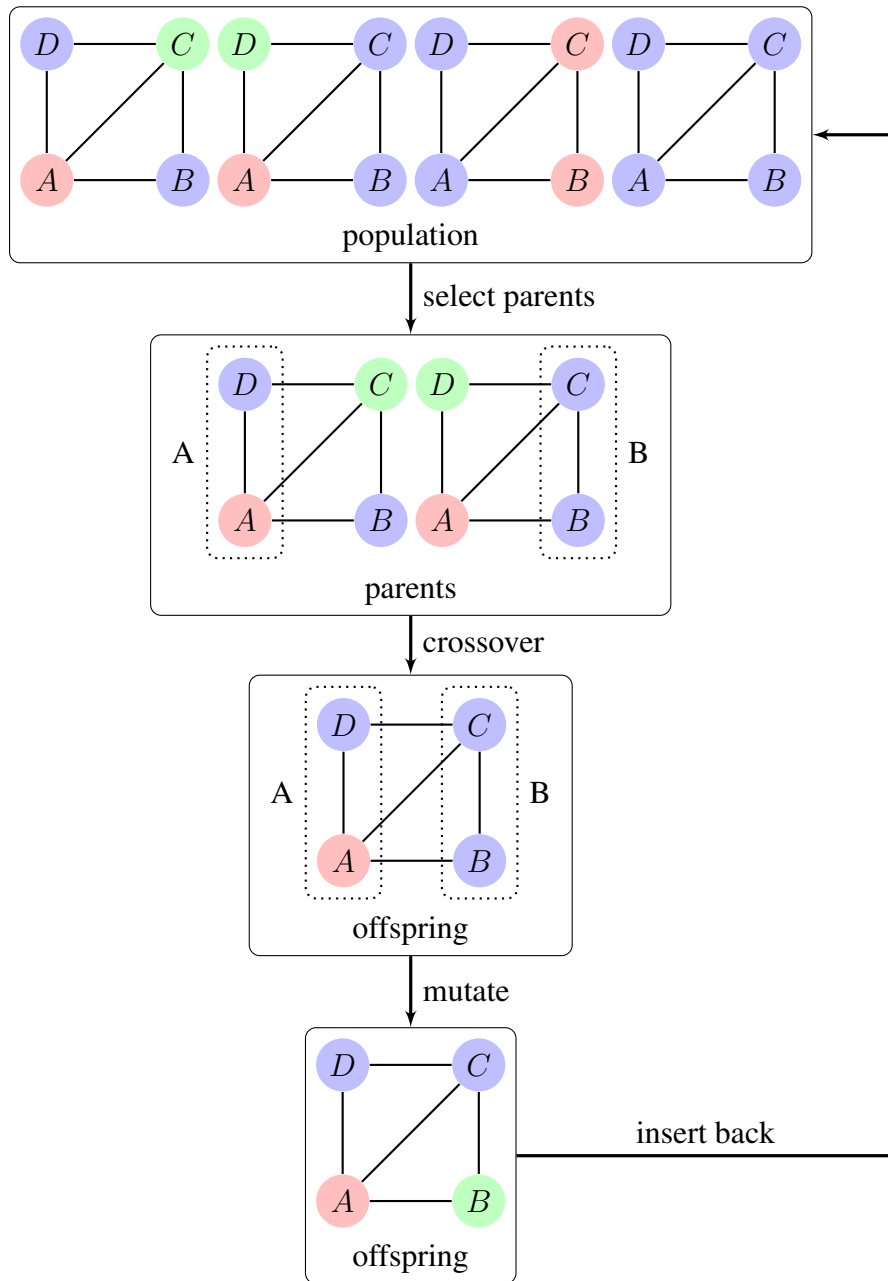 D C D C D C D C
A B A B A B A B
population
select parents
D C D C
A B
A B A B
parents
crossover
D C
A B
A B
offspring
mutate
D C
insert back
A B
offspring